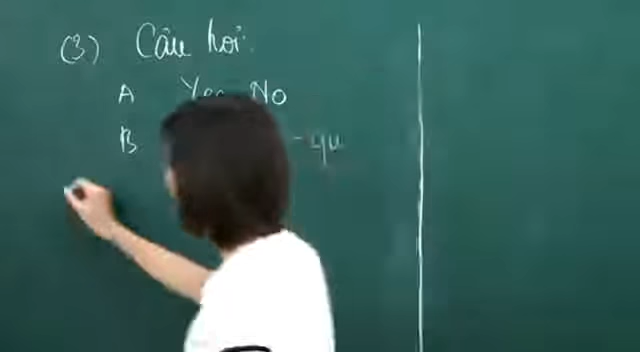 (3) Câu hỏi:
A Yes No
B - qu